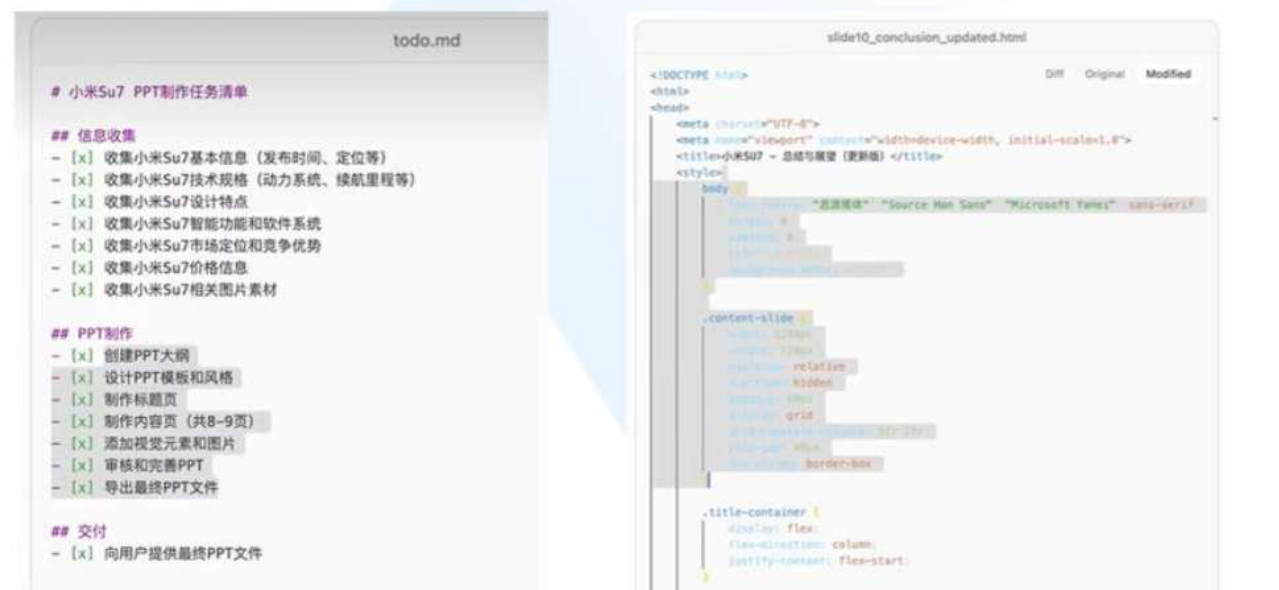 todo.md
# 小米Su7 PPT制作任务清单
## 信息收集
- [x] 收集小米Su7基本信息（发布时间、定位等）
- [x] 收集小米Su7技术规格（动力系统、续航里程等）
- [x] 收集小米Su7设计特点
- [x] 收集小米Su7智能功能和软件系统
- [x] 收集小米Su7市场定位和竞争优势
- [x] 收集小米Su7价格信息
- [x] 收集小米Su7相关图片素材
## PPT制作
- [x] 创建PPT大纲
- [x] 设计PPT模板和风格
- [x] 制作标题页
- [x] 制作内容页（共8-9页）
- [x] 添加视觉元素和图片
- [x] 审核和完善PPT
- [x] 导出最终PPT文件
## 交付
- [x] 向用户提供最终PPT文件
slide10_conclusion_updated.html
Diff Original Modified
<!DOCTYPE html>
<html>
<head>
<meta charset="UTF-8">
<meta name="viewport" content="width=device-width, initial-scale=1.0">
<title>小米SU7 - 总结与展望（更新版）</title>
<style>
body {
"Source Han Sans" "Microsoft YaHei" sans-serif
.content-slide {
relative
hidden
grid
border-box
.title-container {
display: flex;
flex-direction: column;
justify-content: flex-start;
}